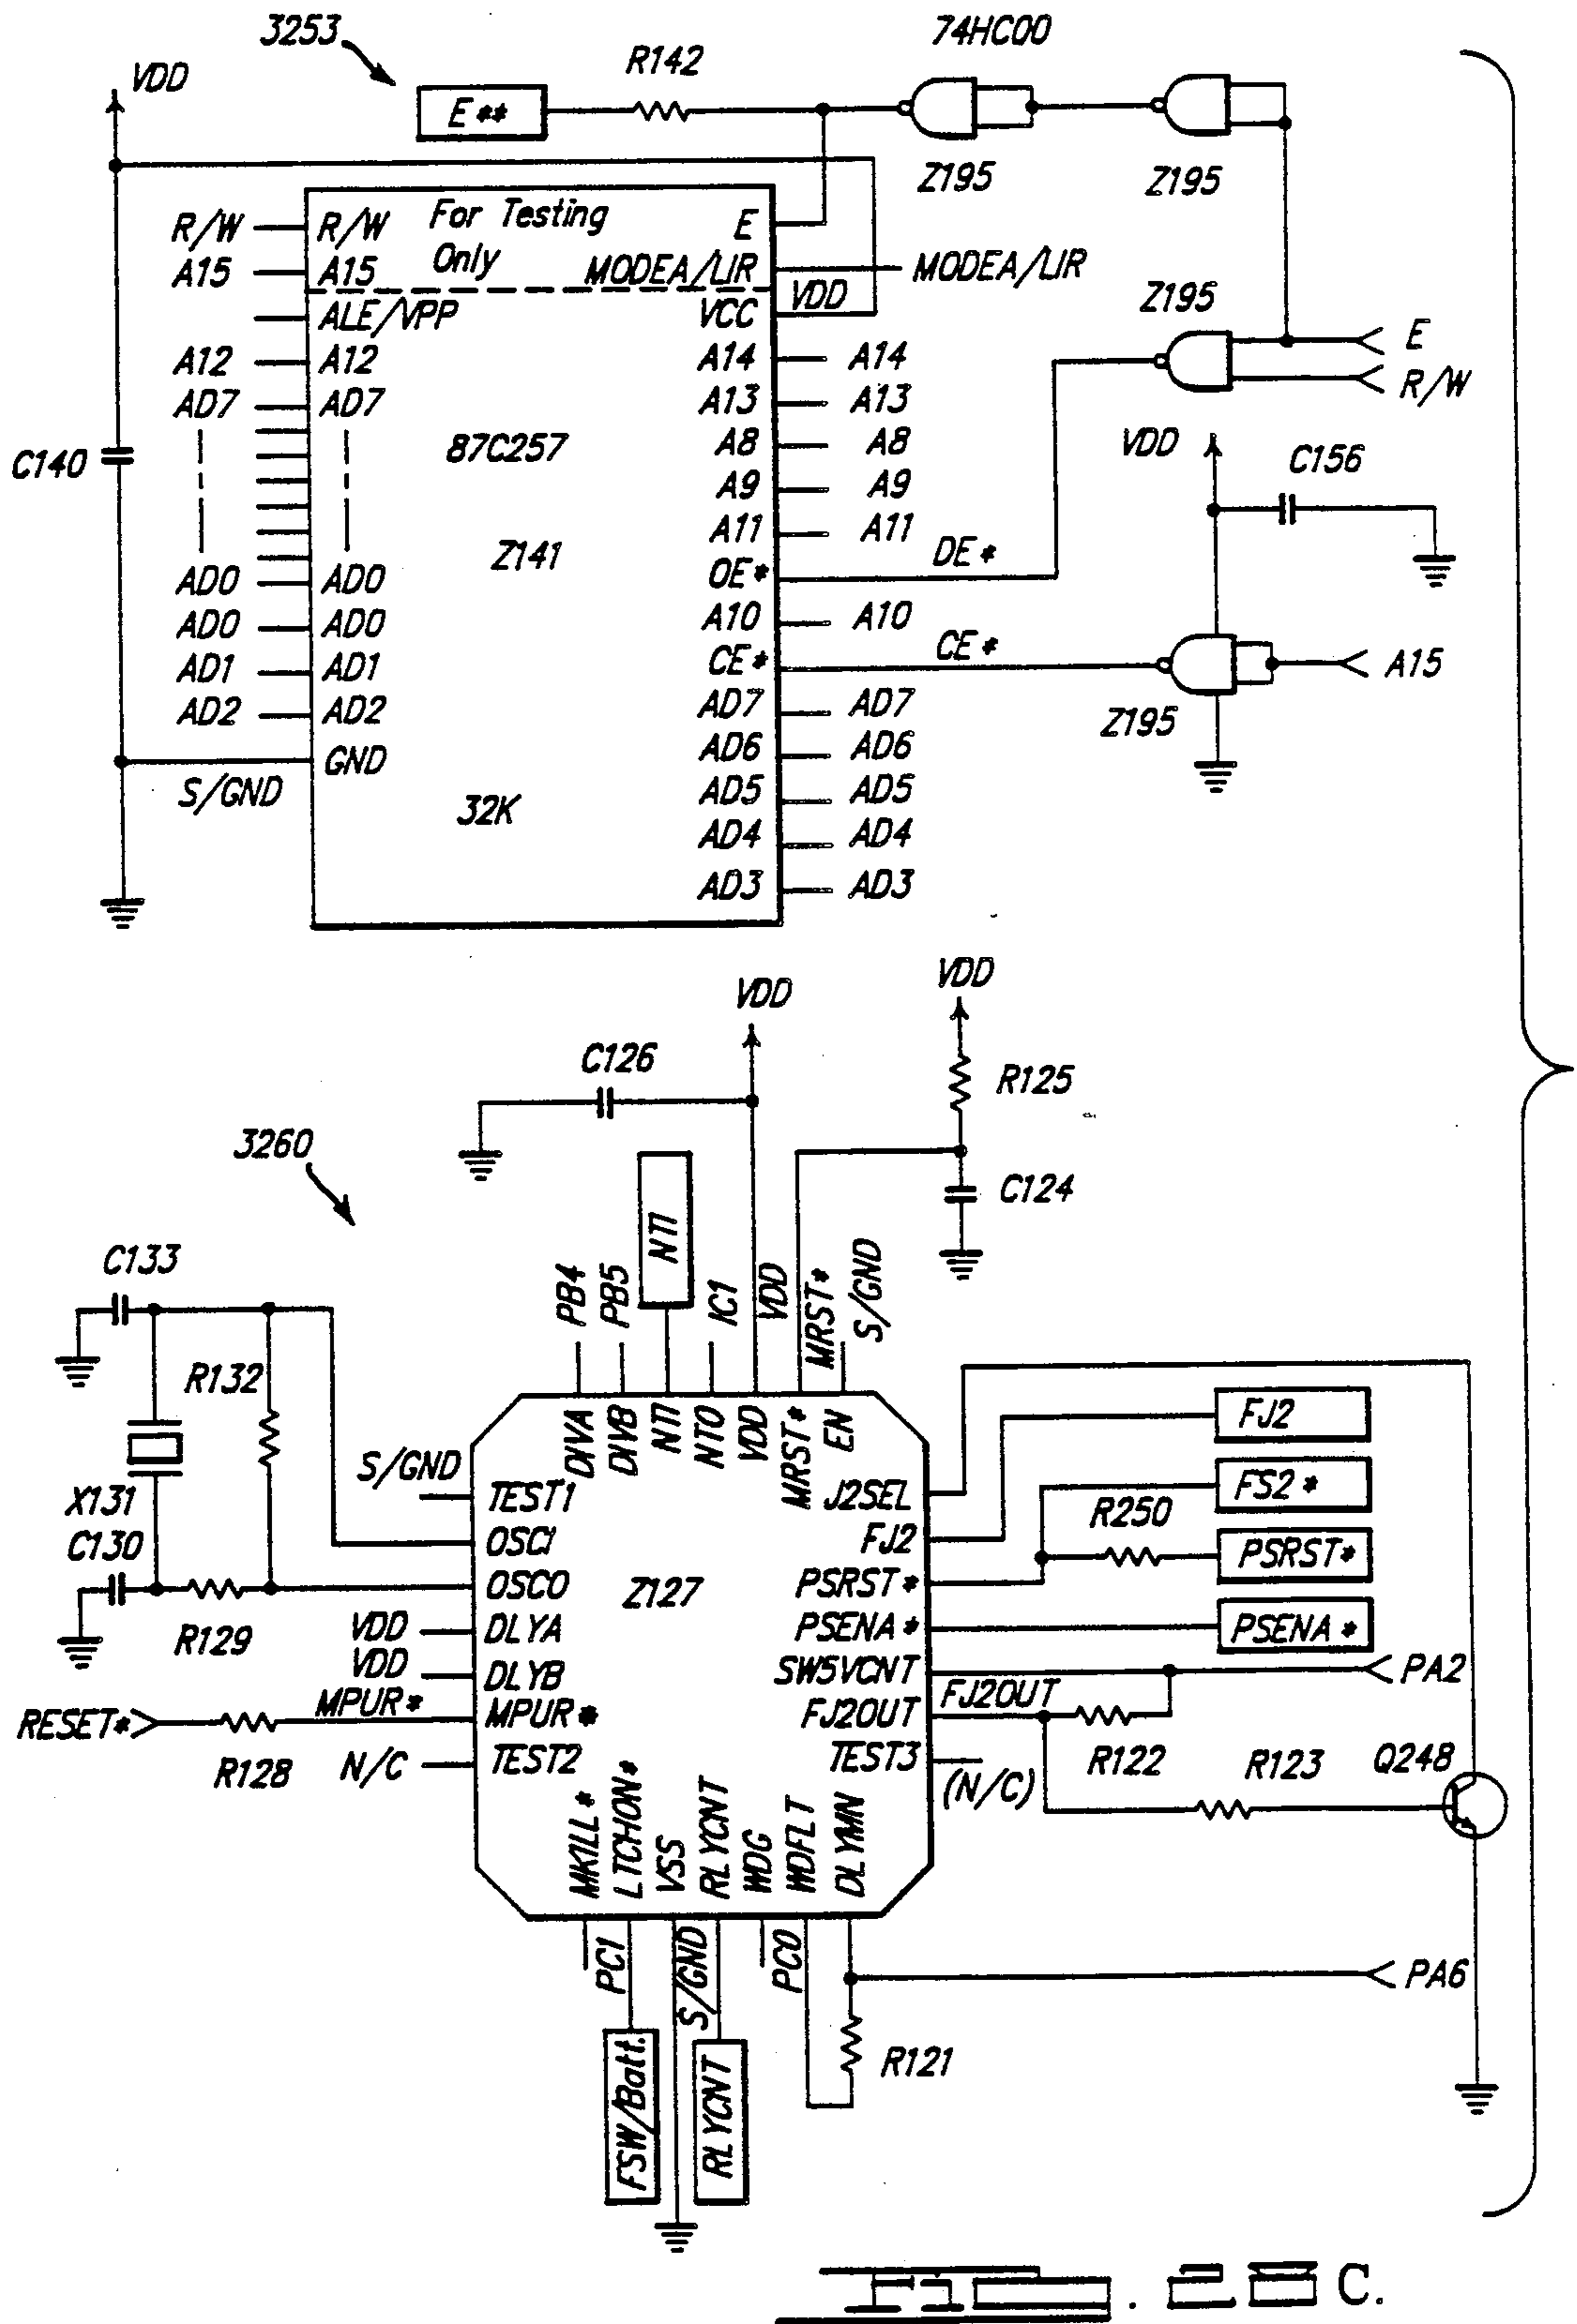 3253
74HC00
VDD
R142
E**
Z195
Z195
R/W
R/W
For Testing
Only
E
A15
A15
MODEA/LIR
MODEA/LIR
ALE/VPP
VCC
VDD
Z195
E
R/W
A12
A12
A14
A14
AD7
AD7
A13
A13
C140
87C257
A8
A8
VDD
C156
A9
A9
Z141
A11
A11
AD0
AD0
OE*
DE*
AD0
AD0
A10
A10
AD1
AD1
CE*
CE*
A15
AD2
AD2
AD7
AD7
Z195
GND
AD6
AD6
S/GND
32K
AD5
AD5
AD4
AD4
AD3
AD3
VDD
VDD
C126
R125
3260
C124
C133
PB4
PB5
NTI
IC1
VDD
MRST*
S/GND
R132
DIVA
DIVB
NTI
NTO
VDD
MRST*
EN
FJ2
S/GND
TEST1
J2SEL
FS2*
X131
OSCI
FJ2
R250
C130
OSCO
Z127
PSRST*
PSRST*
R129
VDD
DLYA
PSENA*
PSENA*
VDD
DLYB
SW5VCNT
PA2
RESET*
MPUR*
MPUR*
FJ2OUT
FJ2OUT
R128
N/C
TEST2
TEST3
(N/C)
R122
R123
Q248
MKILL*
LTCHON*
VSS
RLYCNT
WDG
WDFLT
DLYMN
PC1
S/GND
PC0
PA6
FSW/Batt.
RLYCNT
R121
C.